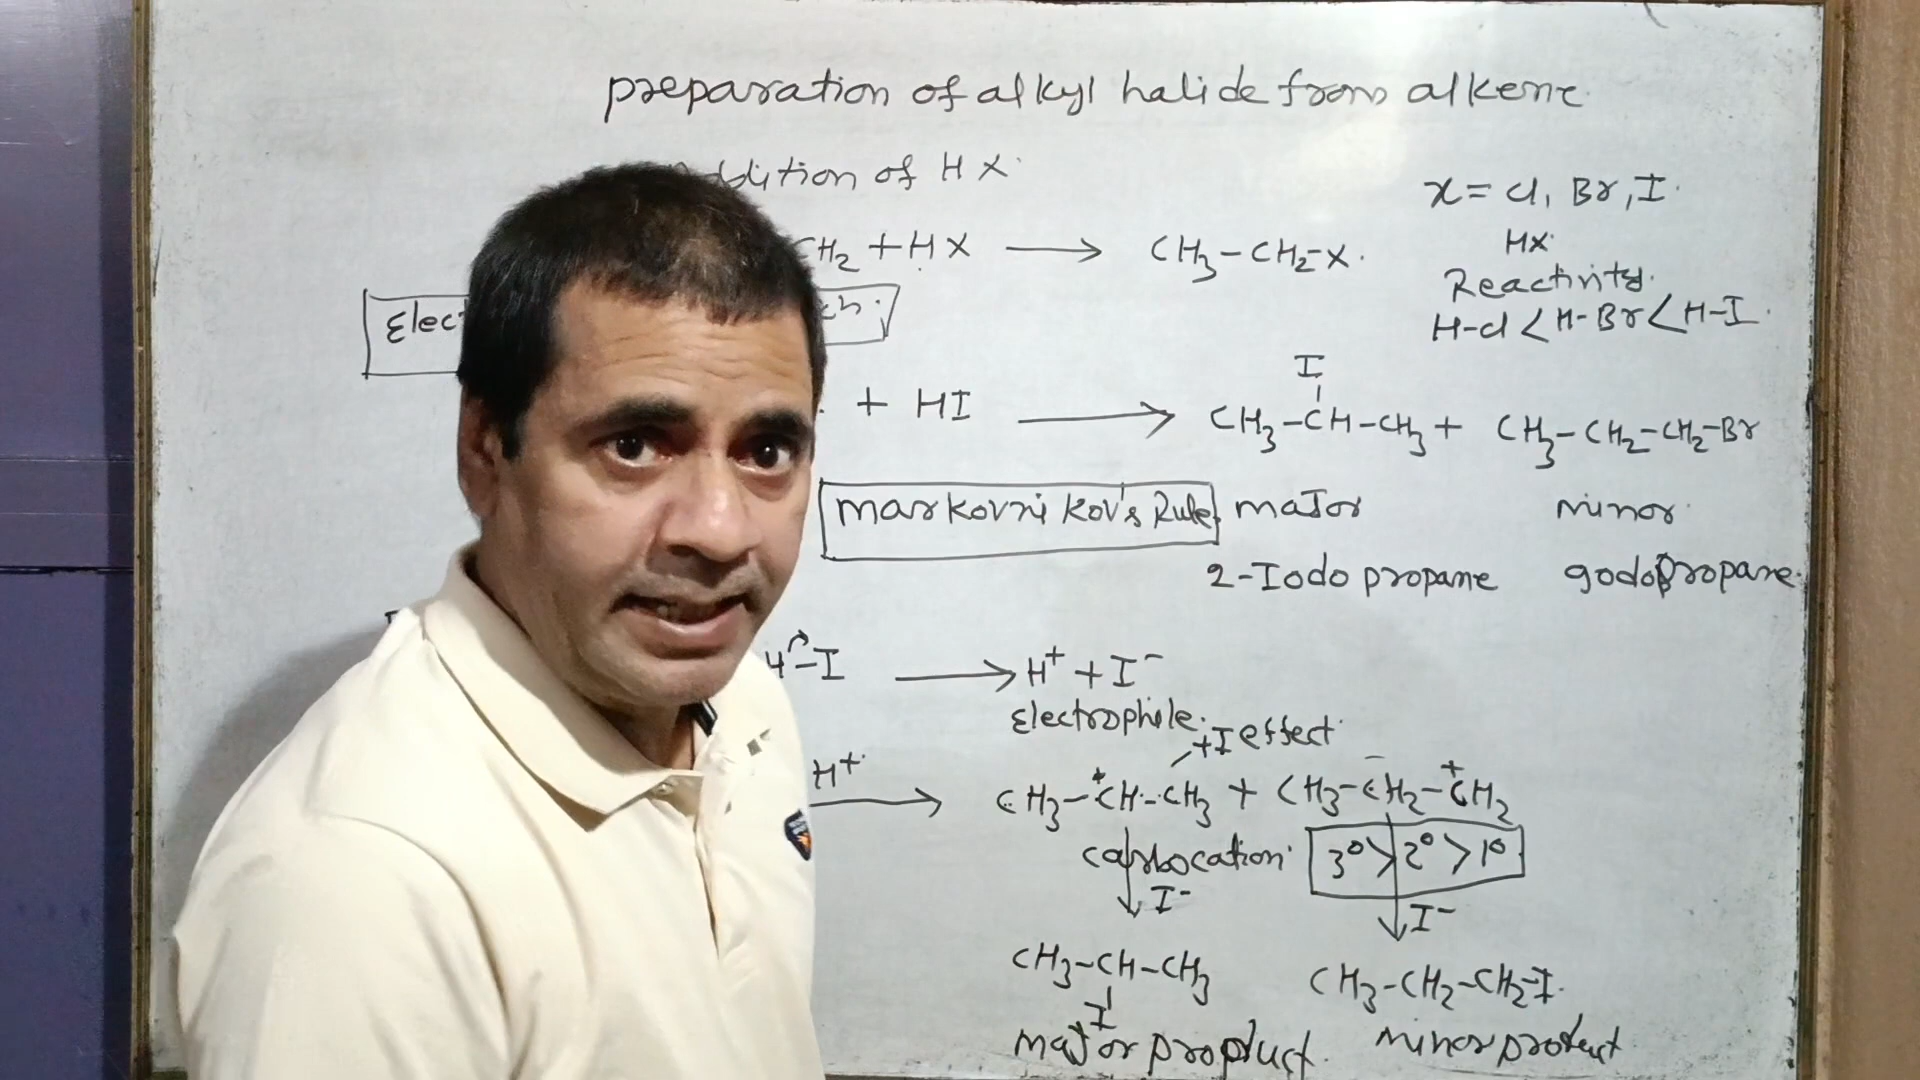 preparation of alkyl halide from alkene
ddition of HX
X = Cl, Br, I
CH2 + HX ⟶ CH3-CH2-X.
HX
Reactivity.
H-Cl < H-Br < H-I.
Elec
ch.
+ HI ⟶ CH3-CH-CH3 + CH3-CH2-CH2-Br
I
Markovnikov's Rule major minor
2-Iodo propane godopropane.
H-I ⟶ H+ + I-
Electrophile.
+I effect
H+
⟶ CH3-+CH-CH3 + CH3-CH2-+CH2
carbocation 3°>2°>1°
I- I-
CH3-CH-CH3 CH3-CH2-CH2-I.
I
major product. minor product